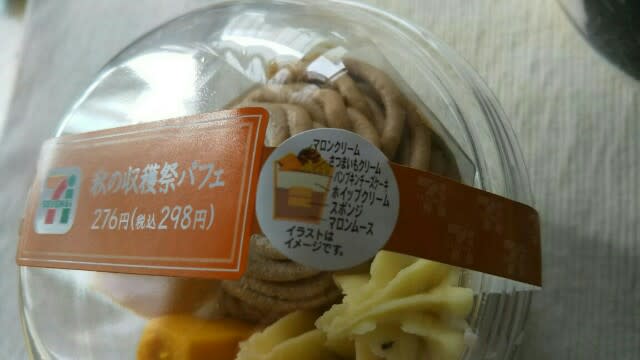 秋の収穫祭パフェ
276円(税込298円)
マロンクリーム
さつまいもクリーム
パンプキンチーズケーキ
ホイップクリーム
スポンジ
マロンムース
イラストは
イメージです。